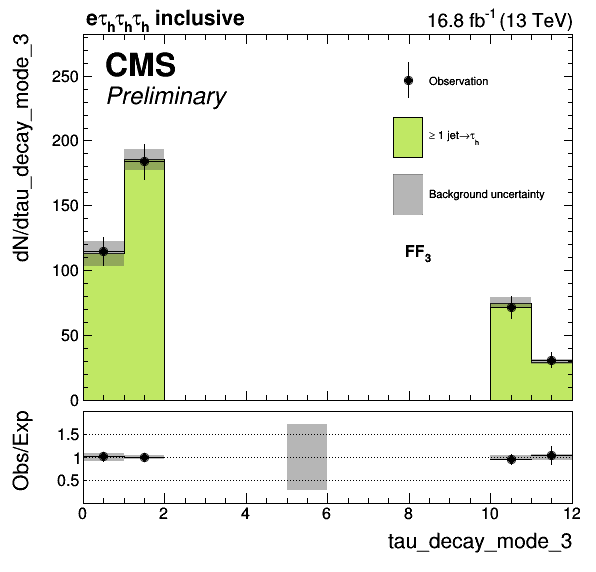 eτhτhτh inclusive
16.8 fb⁻¹ (13 TeV)
CMS
Preliminary
Observation
≥ 1 jet→τh
Background uncertainty
FF₃
dN/dtau_decay_mode_3
250
200
150
100
50
0
Obs/Exp
1.5
1
0.5
0 2 4 6 8 10 12
tau_decay_mode_3